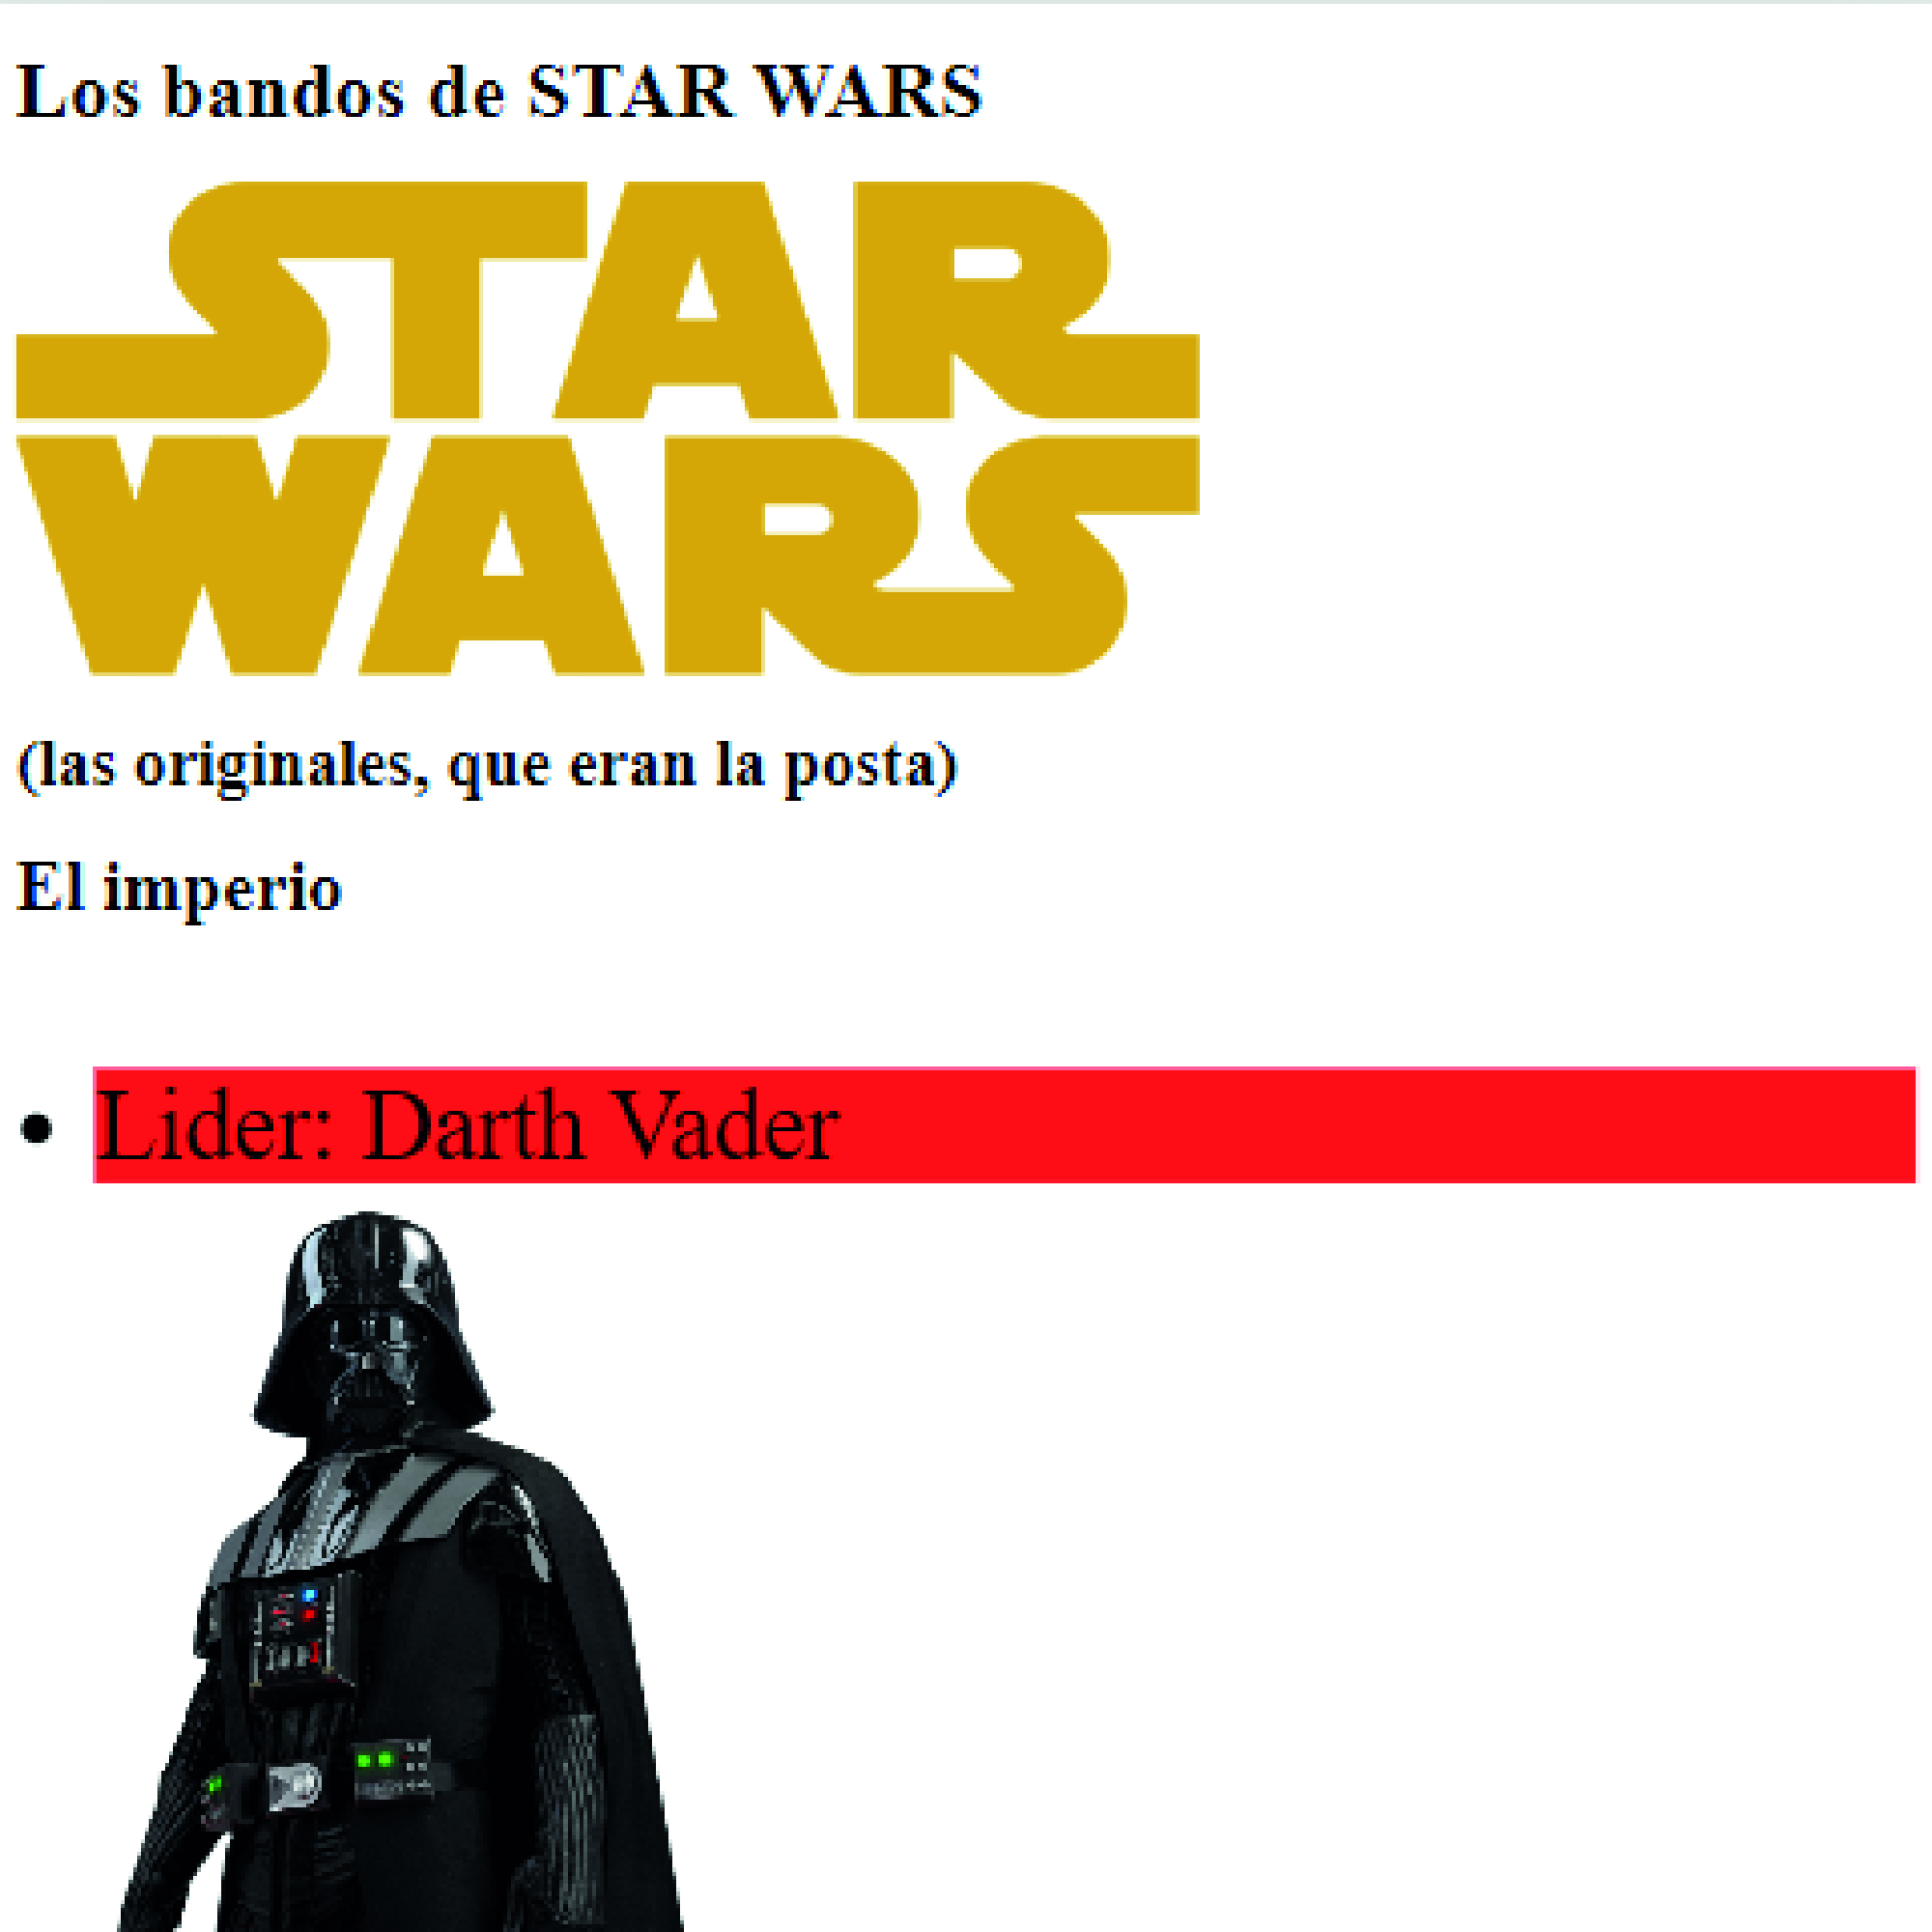 Los bandos de STAR WARS
STAR
WARS
(las originales, que eran la posta)
El imperio
• Lider: Darth Vader